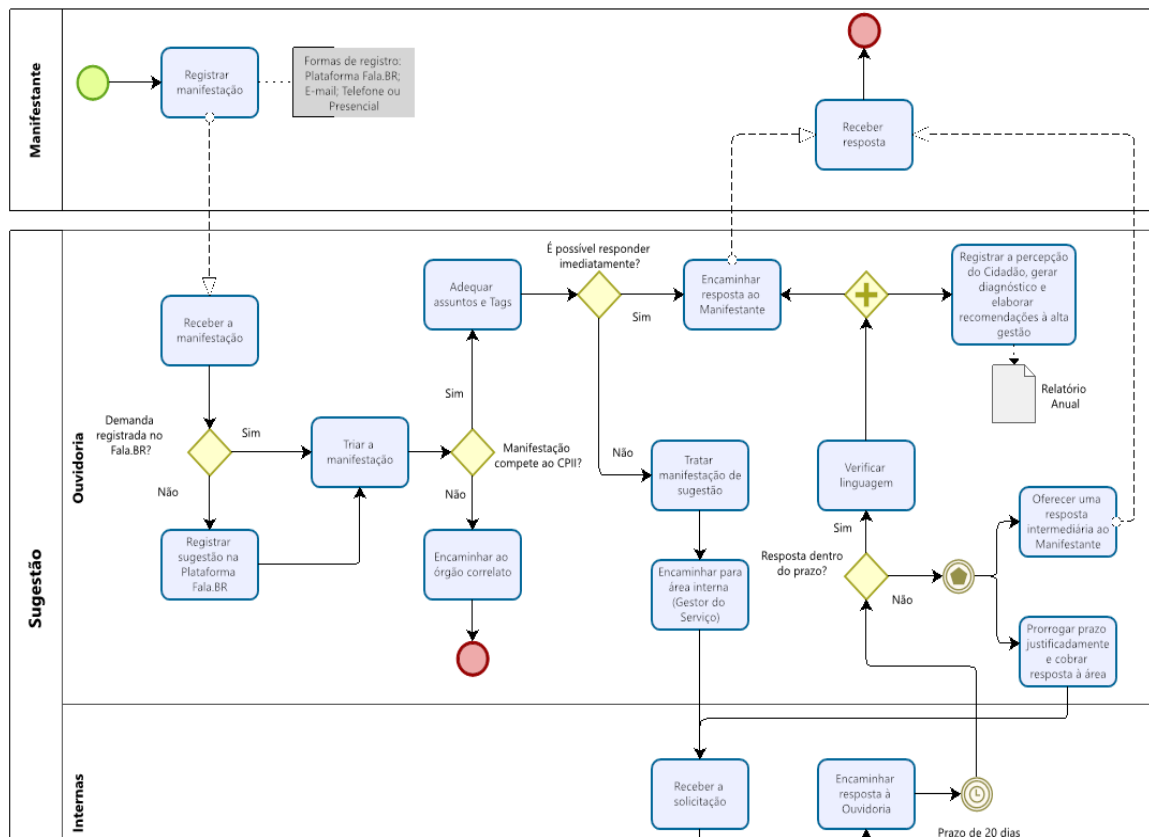 Manifestante
Registrar
manifestação
Formas de registro:
Plataforma Fala.BR;
E-mail; Telefone ou
Presencial
Receber
resposta
Sugestão
Ouvidoria
Receber a
manifestação
Demanda
registrada no
Fala.BR?
Sim
Não
Registrar
sugestão na
Plataforma
Fala.BR
Triar a
manifestação
Adequar
assuntos e Tags
Sim
Manifestação
compete ao CPII?
Não
Encaminhar ao
órgão correlato
É possível responder
imediatamente?
Sim
Não
Encaminhar
resposta ao
Manifestante
Tratar
manifestação de
sugestão
Encaminhar para
área interna
(Gestor do
Serviço)
Registrar a percepção
do Cidadão, gerar
diagnóstico e
elaborar
recomendações à alta
gestão
Relatório
Anual
Verificar
linguagem
Sim
Resposta dentro
do prazo?
Não
Oferecer uma
resposta
intermediária ao
Manifestante
Prorrogar prazo
justificadamente
e cobrar
resposta à área
Internas
Receber a
solicitação
Encaminhar
resposta à
Ouvidoria
Prazo de 20 dias